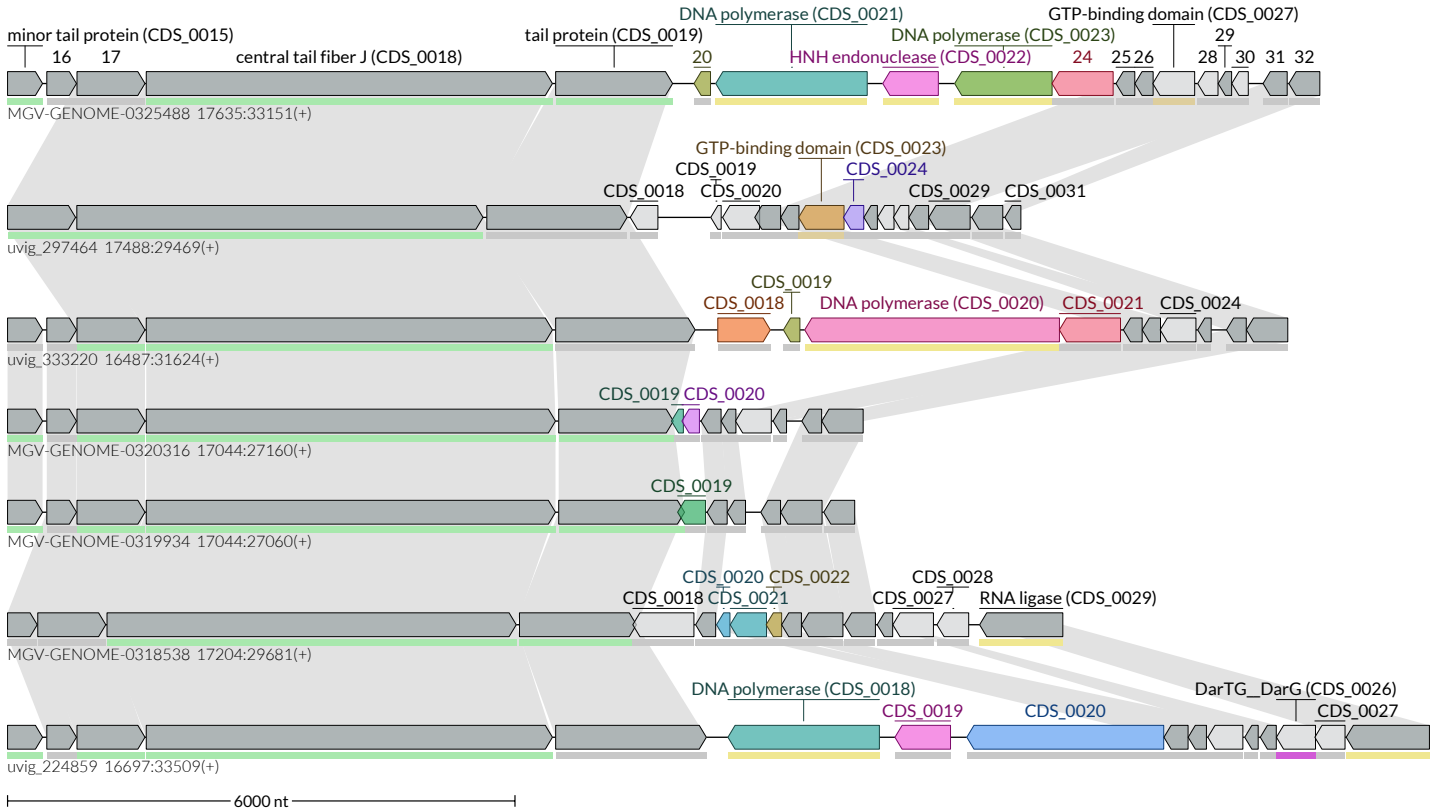 DNA polymerase (CDS_0021) GTP-binding domain (CDS_0027)
minor tail protein (CDS_0015) tail protein (CDS_0019) DNA polymerase (CDS_0023) 29
16 17 central tail fiber J (CDS_0018) 20 HNH endonuclease (CDS_0022) 24 25 26 28 30 31 32
MGV-GENOME-0325488 17635:33151(+)
GTP-binding domain (CDS_0023)
CDS_0019 CDS_0024
CDS_0018 CDS_0020 CDS_0029 CDS_0031
uvig_297464 17488:29469(+)
CDS_0019
CDS_0018 DNA polymerase (CDS_0020) CDS_0021 CDS_0024
uvig_333220 16487:31624(+)
CDS_0019 CDS_0020
MGV-GENOME-0320316 17044:27160(+)
CDS_0019
MGV-GENOME-0319934 17044:27060(+)
CDS_0020 CDS_0022 CDS_0028
CDS_0018 CDS_0021 CDS_0027 RNA ligase (CDS_0029)
MGV-GENOME-0318538 17204:29681(+)
DNA polymerase (CDS_0018) DarTG__DarG (CDS_0026)
CDS_0019 CDS_0020 CDS_0027
uvig_224859 16697:33509(+)
6000 nt